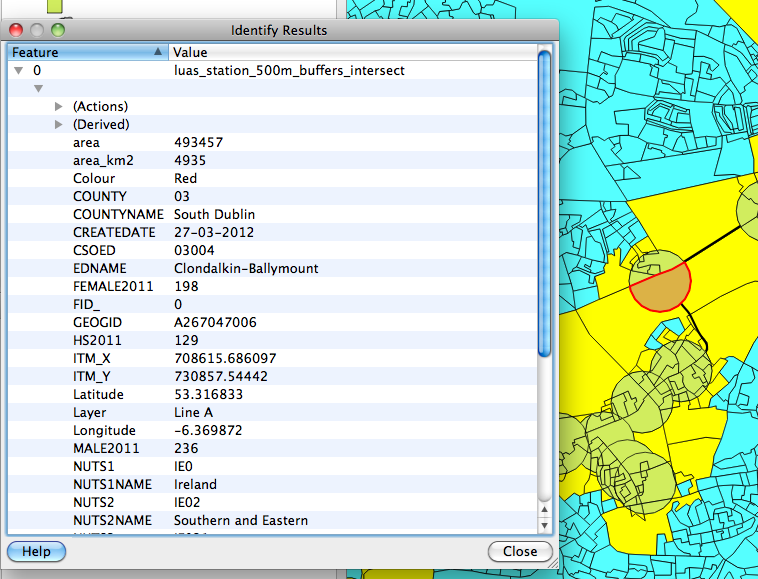 Identify Results
Feature Value
0 luas_station_500m_buffers_intersect
(Actions)
(Derived)
area 493457
area_km2 4935
Colour Red
COUNTY 03
COUNTYNAME South Dublin
CREATEDATE 27-03-2012
CSOED 03004
EDNAME Clondalkin-Ballymount
FEMALE2011 198
FID_ 0
GEOGID A267047006
HS2011 129
ITM_X 708615.686097
ITM_Y 730857.54442
Latitude 53.316833
Layer Line A
Longitude -6.369872
MALE2011 236
NUTS1 IE0
NUTS1NAME Ireland
NUTS2 IE02
NUTS2NAME Southern and Eastern
Help Close